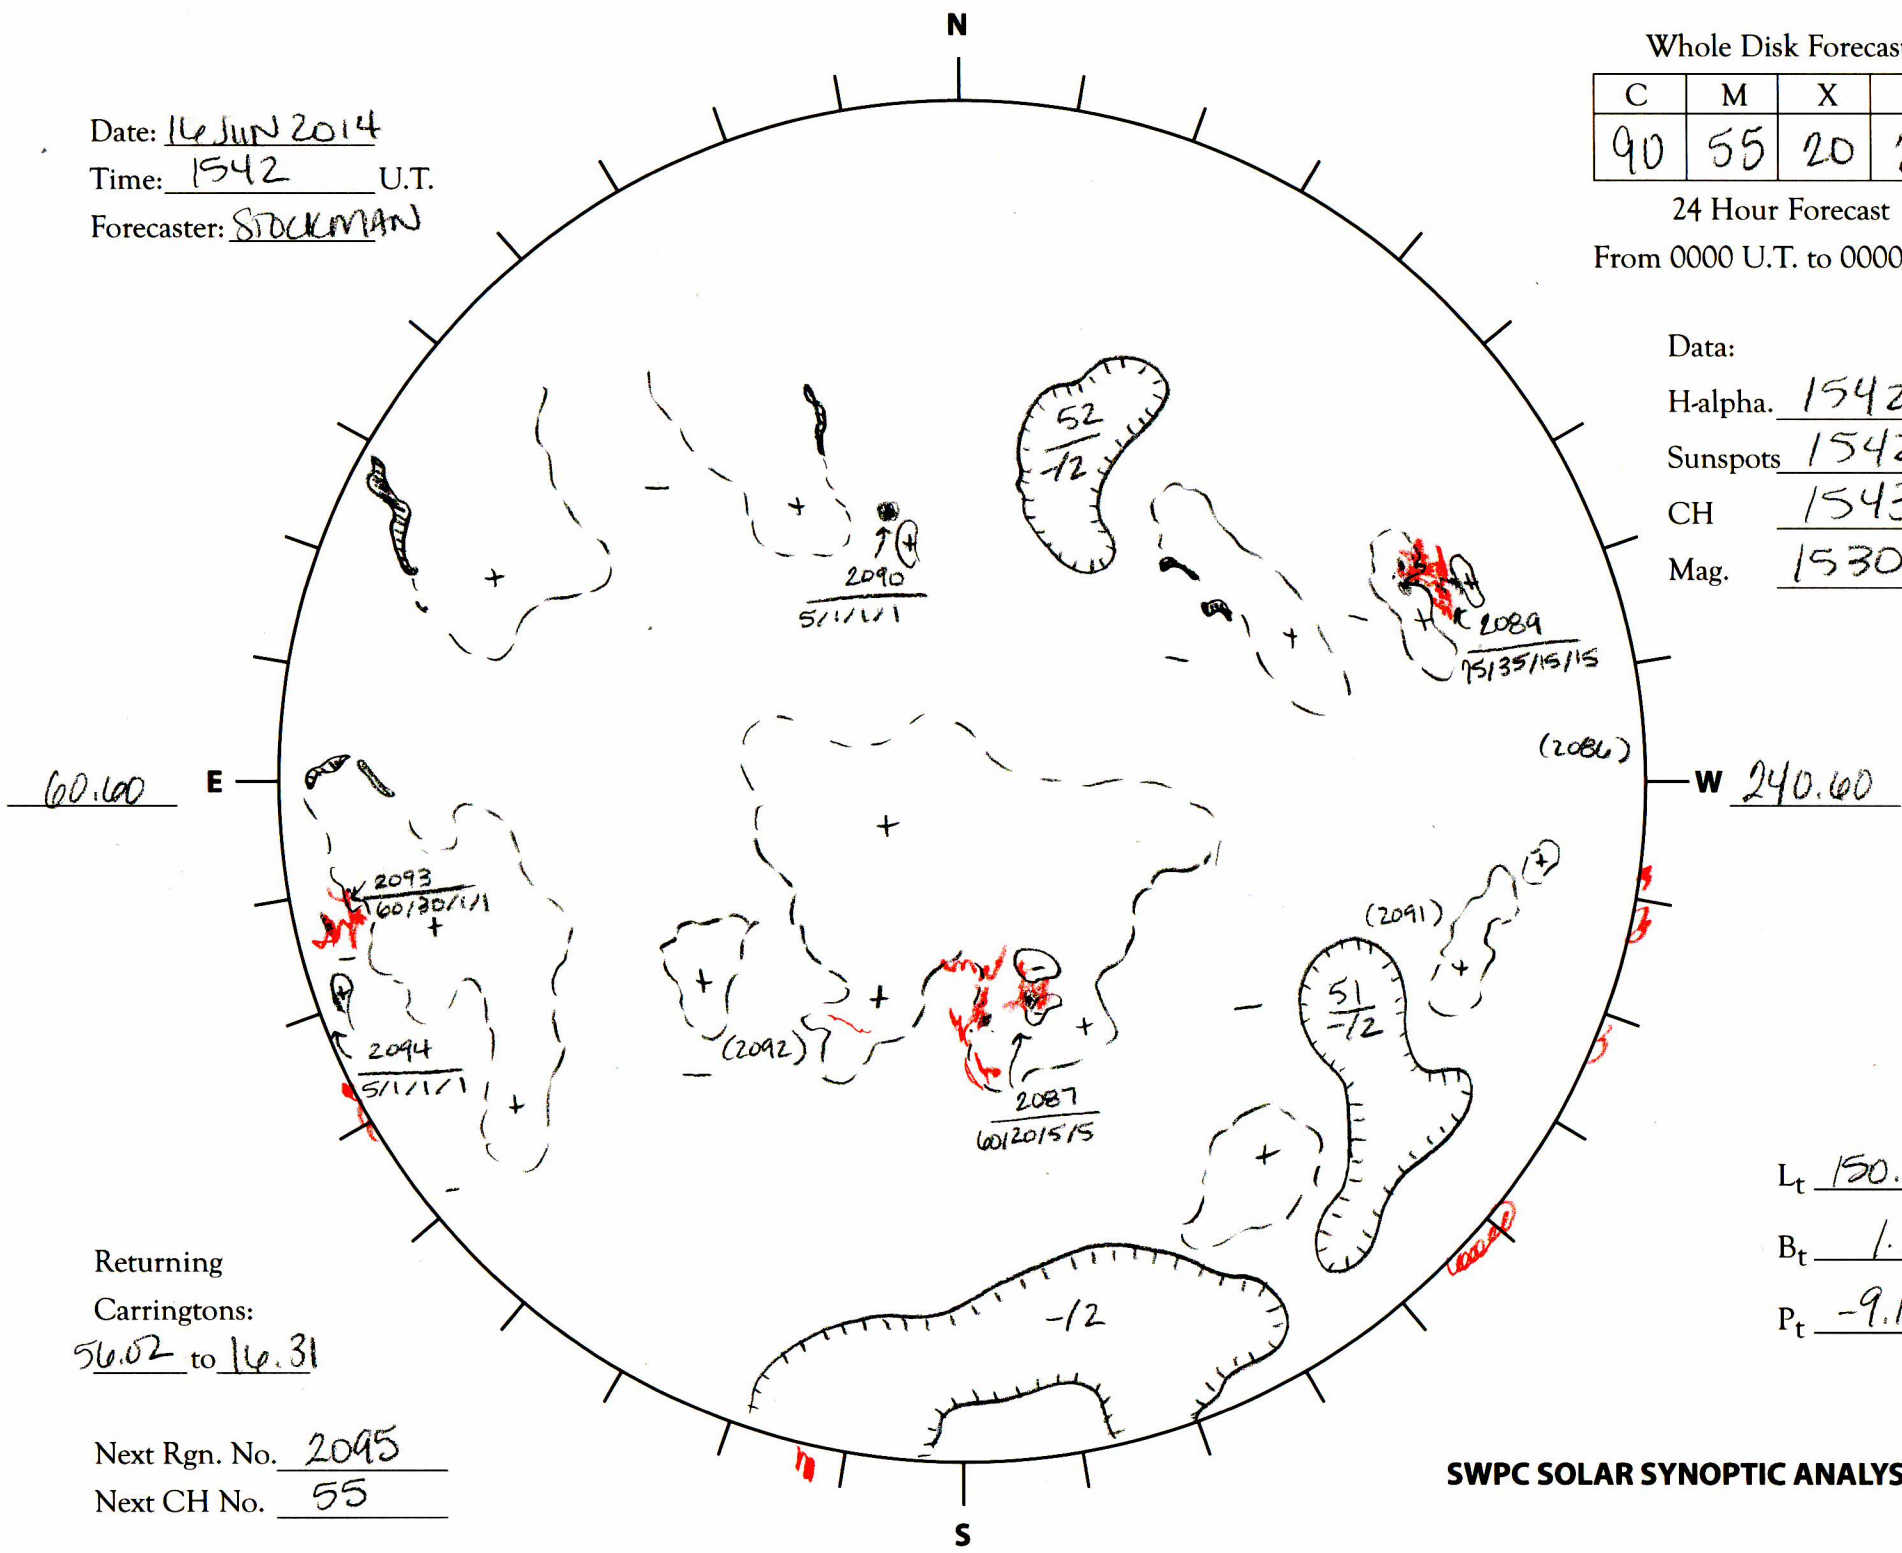 N
Whole Disk Forecas
C M X
90 55 20
24 Hour Forecast
From 0000 U.T. to 0000
Date: 16 JUN 2014
Time: 1542 U.T.
Forecaster: STOCKMAN
Data:
H-alpha. 1542
Sunspots 1542
CH 1543
Mag. 1530
52
-/2
+
-
+
+
2090
5/1/1/1
+
-
+
-
+
+
2089
75/35/15/15
(2086)
E
60.60
W 240.60
+
2093
60/30/1/1
+
-
+
2094
5/1/1/1
+
-
+
(2092)
-
+
-
+
2087
60/20/5/5
-
51
-/2
(2091)
+
+
+
-/2
Lt 150.
Bt 1.
Pt -9.1
Returning
Carringtons:
56.02 to 16.31
Next Rgn. No. 2095
Next CH No. 55
SWPC SOLAR SYNOPTIC ANALYS
S